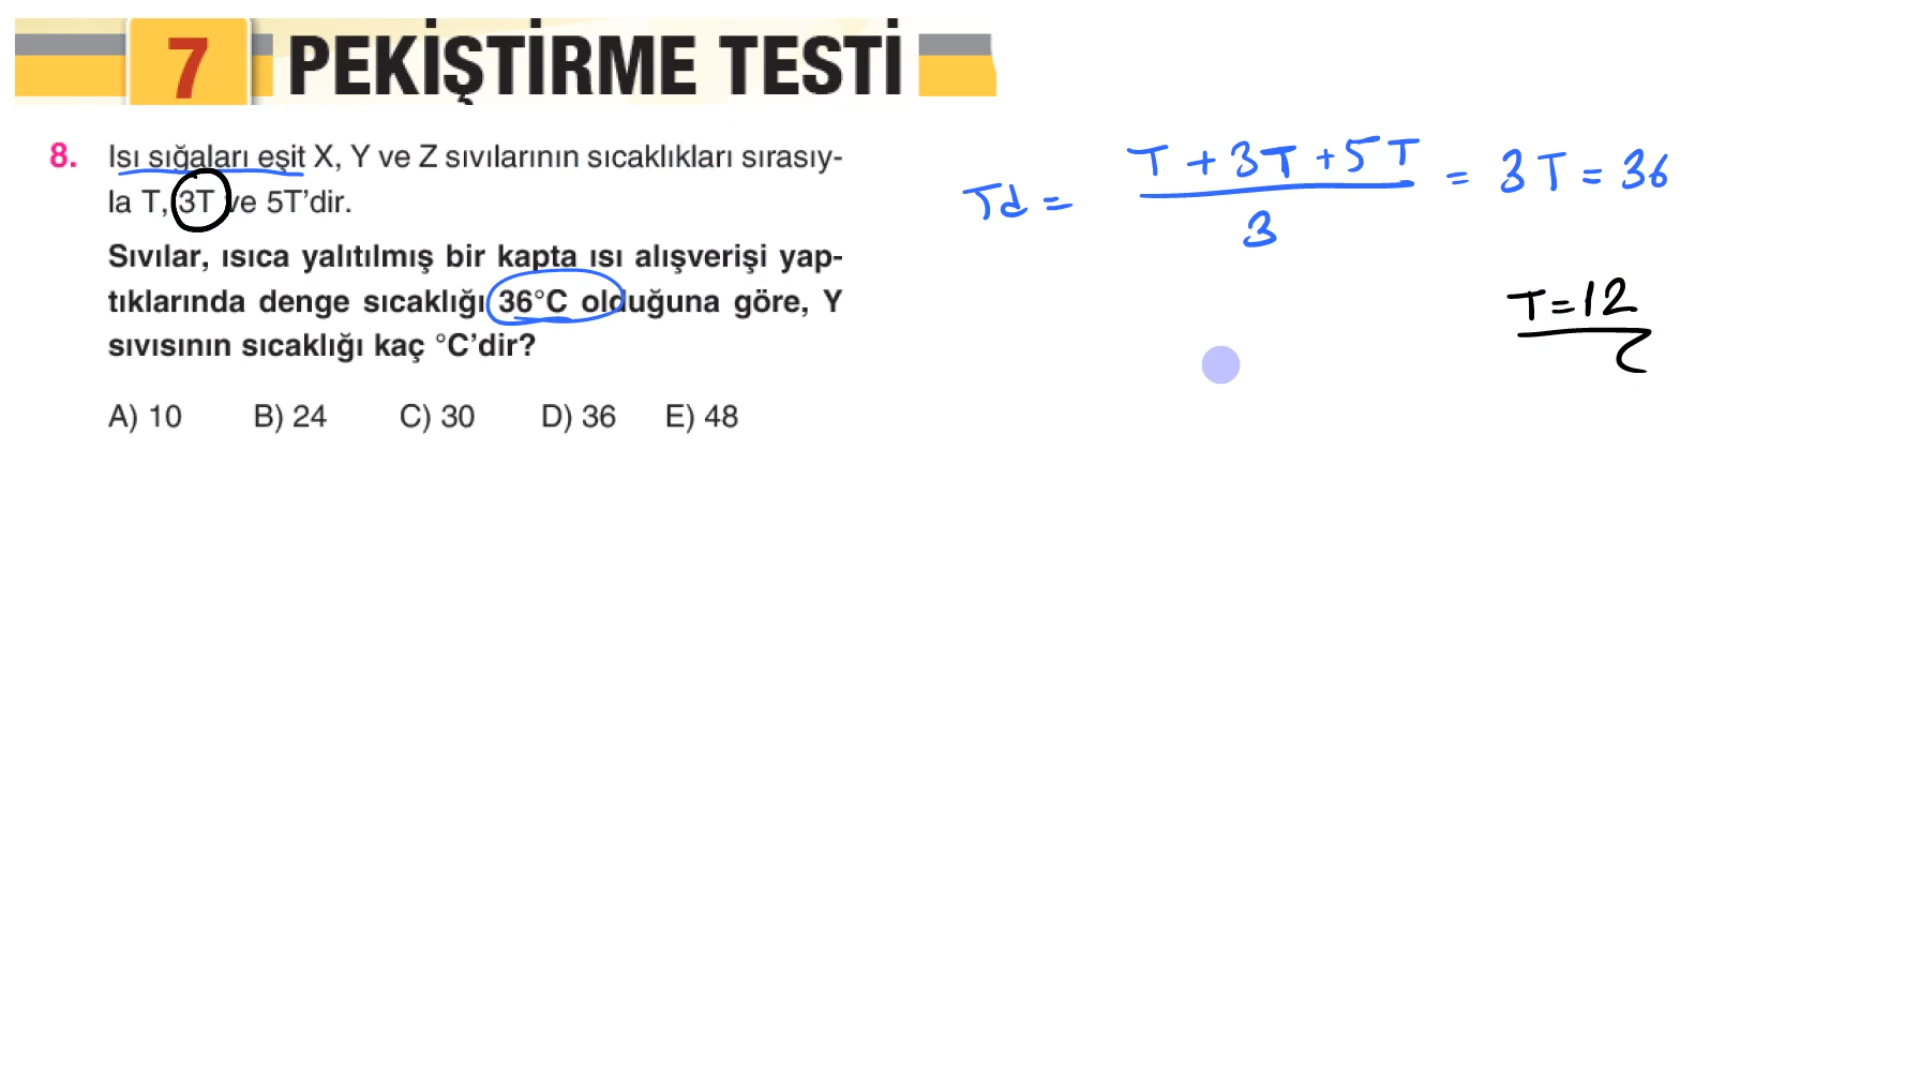 7 PEKİŞTİRME TESTİ
8. Isı sığaları eşit X, Y ve Z sıvılarının sıcaklıkları sırasıy-
la T, 3T ve 5T'dir.
Sıvılar, ısıca yalıtılmış bir kapta ısı alışverişi yap-
tıklarında denge sıcaklığı 36°C olduğuna göre, Y
sıvısının sıcaklığı kaç °C'dir?
A) 10 B) 24 C) 30 D) 36 E) 48
Td = T + 3T + 5T / 3 = 3T = 36
T = 12